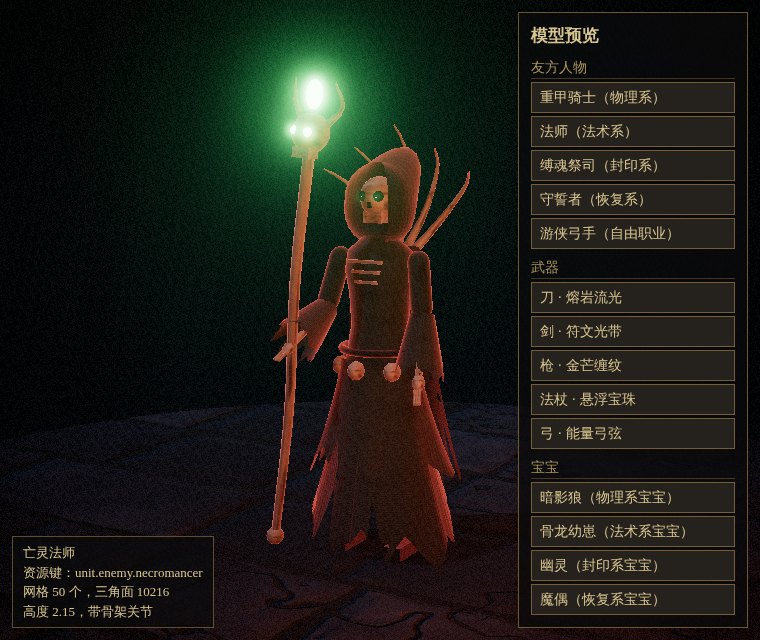 模型预览
友方人物
重甲骑士（物理系）
法师（法术系）
缚魂祭司（封印系）
守誓者（恢复系）
游侠弓手（自由职业）
武器
刀 · 熔岩流光
剑 · 符文光带
枪 · 金芒缠纹
法杖 · 悬浮宝珠
弓 · 能量弓弦
宝宝
暗影狼（物理系宝宝）
骨龙幼崽（法术系宝宝）
幽灵（封印系宝宝）
魔偶（恢复系宝宝）
亡灵法师
资源键：unit.enemy.necromancer
网格 50 个，三角面 10216
高度 2.15，带骨架关节